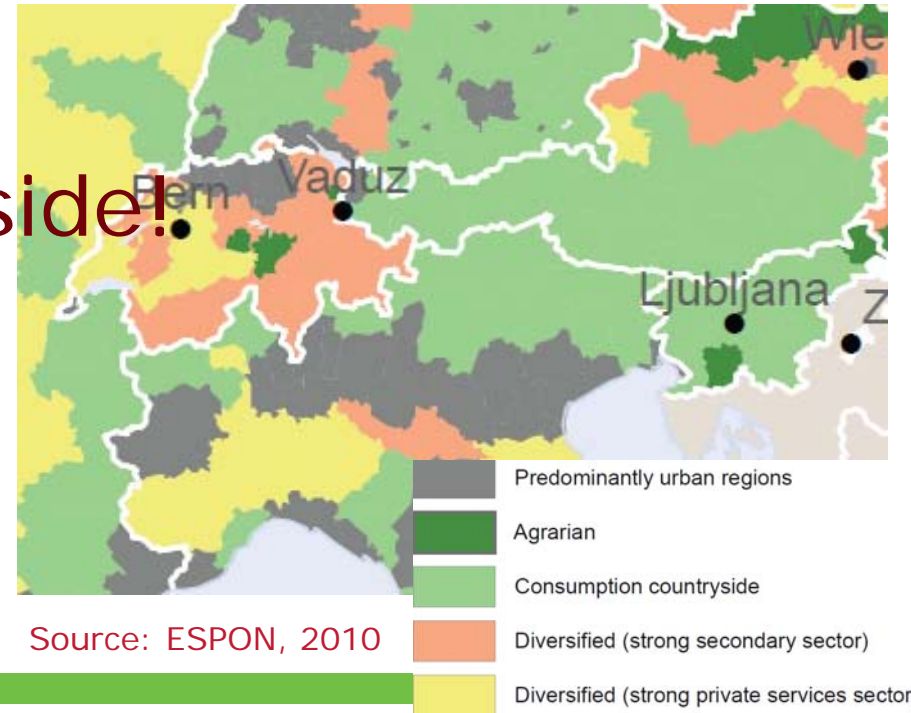 Wie
side!
Bern
Vaduz
Ljubljana
Z
Predominantly urban regions
Agrarian
Consumption countryside
Source: ESPON, 2010
Diversified (strong secondary sector)
Diversified (strong private services sector